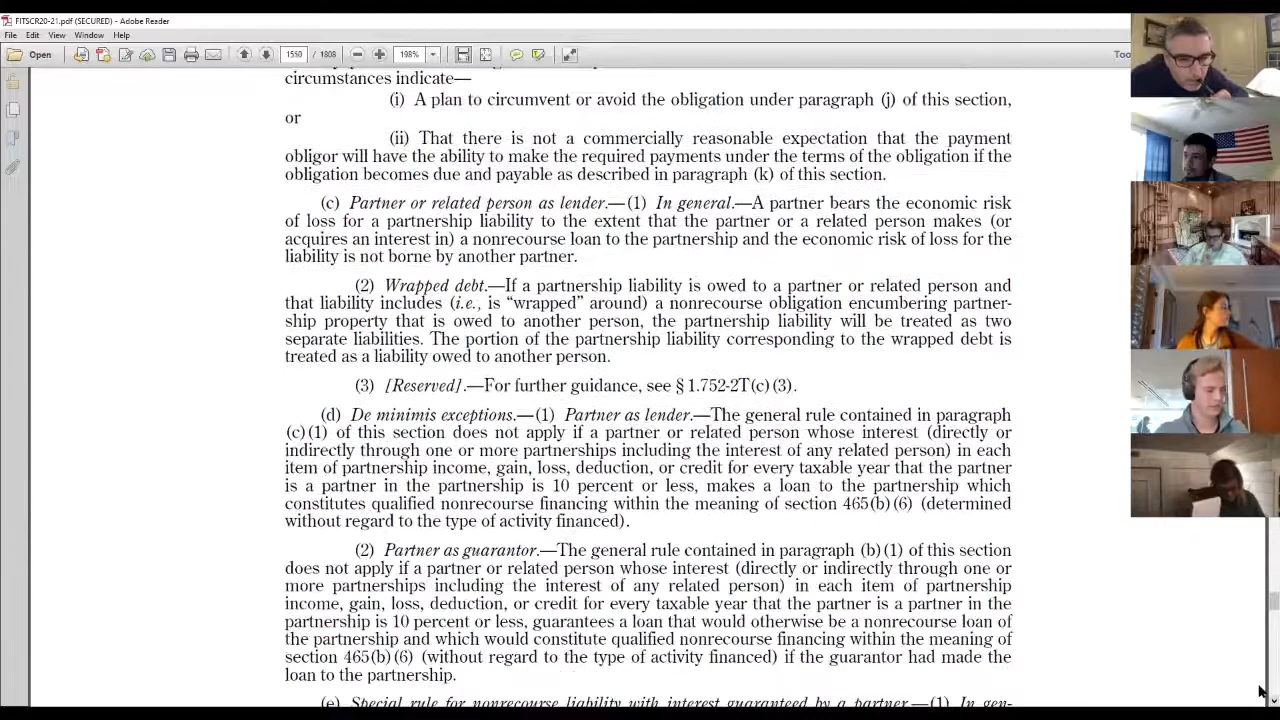 FITSCR20-21.pdf (SECURED) - Adobe Reader
File Edit View Window Help
Open 1550 / 1808 198%
circumstances indicate—
(i) A plan to circumvent or avoid the obligation under paragraph (j) of this section,
or
(ii) That there is not a commercially reasonable expectation that the payment
obligor will have the ability to make the required payments under the terms of the obligation if the
obligation becomes due and payable as described in paragraph (k) of this section.
(c) Partner or related person as lender.—(1) In general.—A partner bears the economic risk
of loss for a partnership liability to the extent that the partner or a related person makes (or
acquires an interest in) a nonrecourse loan to the partnership and the economic risk of loss for the
liability is not borne by another partner.
(2) Wrapped debt.—If a partnership liability is owed to a partner or related person and
that liability includes (i.e., is “wrapped” around) a nonrecourse obligation encumbering partner-
ship property that is owed to another person, the partnership liability will be treated as two
separate liabilities. The portion of the partnership liability corresponding to the wrapped debt is
treated as a liability owed to another person.
(3) [Reserved].—For further guidance, see § 1.752-2T(c)(3).
(d) De minimis exceptions.—(1) Partner as lender.—The general rule contained in paragraph
(c)(1) of this section does not apply if a partner or related person whose interest (directly or
indirectly through one or more partnerships including the interest of any related person) in each
item of partnership income, gain, loss, deduction, or credit for every taxable year that the partner
is a partner in the partnership is 10 percent or less, makes a loan to the partnership which
constitutes qualified nonrecourse financing within the meaning of section 465(b)(6) (determined
without regard to the type of activity financed).
(2) Partner as guarantor.—The general rule contained in paragraph (b)(1) of this section
does not apply if a partner or related person whose interest (directly or indirectly through one or
more partnerships including the interest of any related person) in each item of partnership
income, gain, loss, deduction, or credit for every taxable year that the partner is a partner in the
partnership is 10 percent or less, guarantees a loan that would otherwise be a nonrecourse loan of
the partnership and which would constitute qualified nonrecourse financing within the meaning of
section 465(b)(6) (without regard to the type of activity financed) if the guarantor had made the
loan to the partnership.
(e) Special rule for nonrecourse liability with interest guaranteed by a partner.—(1) In gen-